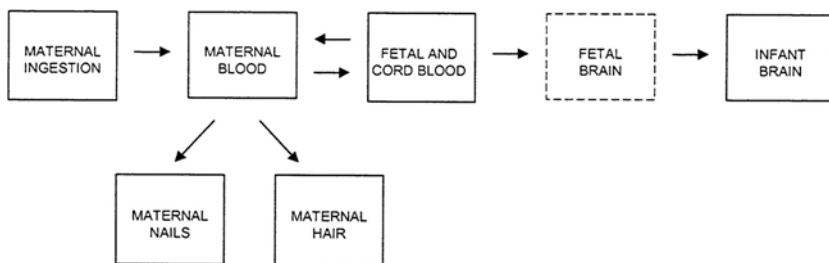 MATERNAL
INGESTION
MATERNAL
BLOOD
FETAL AND
CORD BLOOD
FETAL
BRAIN
INFANT
BRAIN
MATERNAL
NAILS
MATERNAL
HAIR